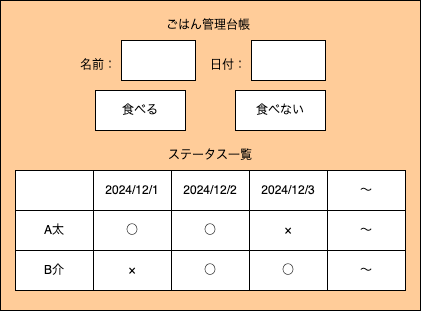 ごはん管理台帳
名前： 日付：
食べる 食べない
ステータス一覧
2024/12/1 2024/12/2 2024/12/3 〜
A太 ○ ○ × 〜
B介 × ○ ○ 〜